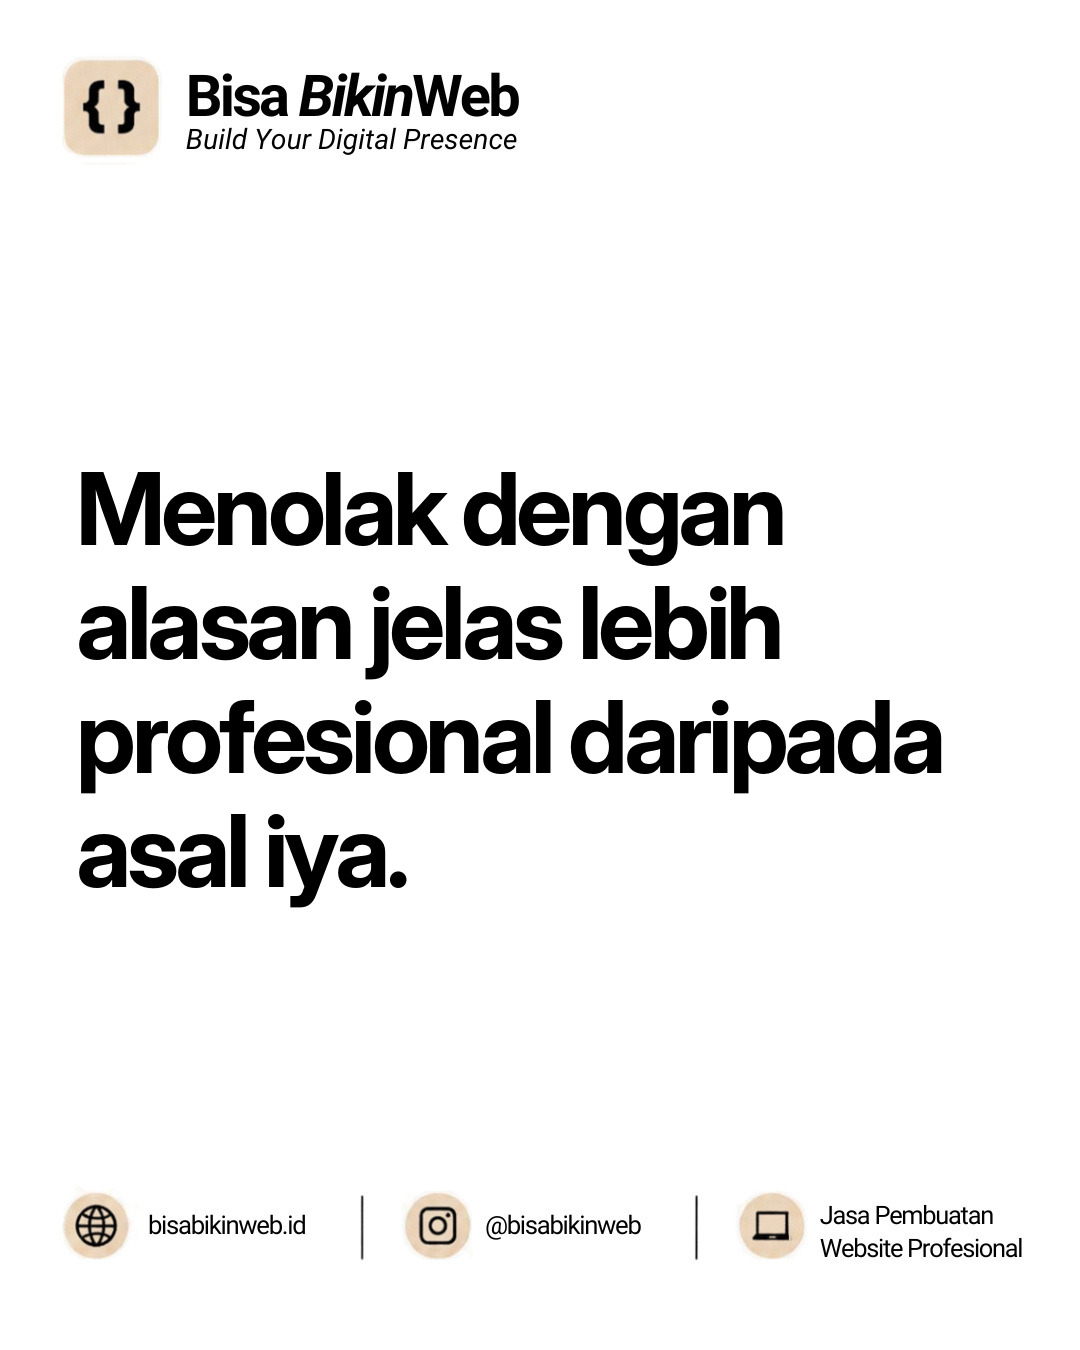 { }
Bisa BikinWeb
Build Your Digital Presence
Menolak dengan
alasan jelas lebih
profesional daripada
asal iya.
bisabikinweb.id
@bisabikinweb
Jasa Pembuatan
Website Profesional